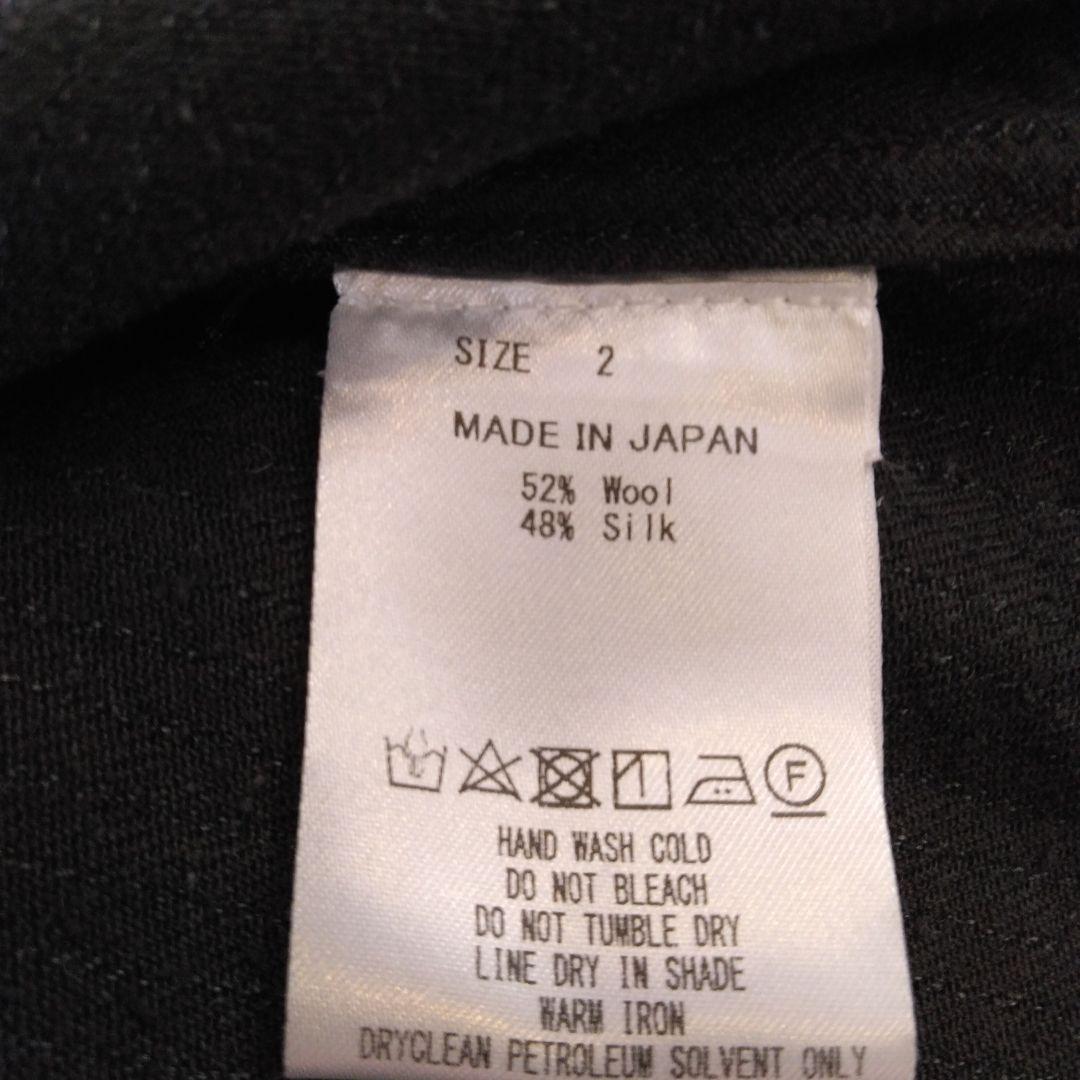 SIZE 2
MADE IN JAPAN
52% Wool
48% Silk
F
HAND WASH COLD
DO NOT BLEACH
DO NOT TUMBLE DRY
LINE DRY IN SHADE
WARM IRON
DRYCLEAN PETROLEUM SOLVENT ONLY